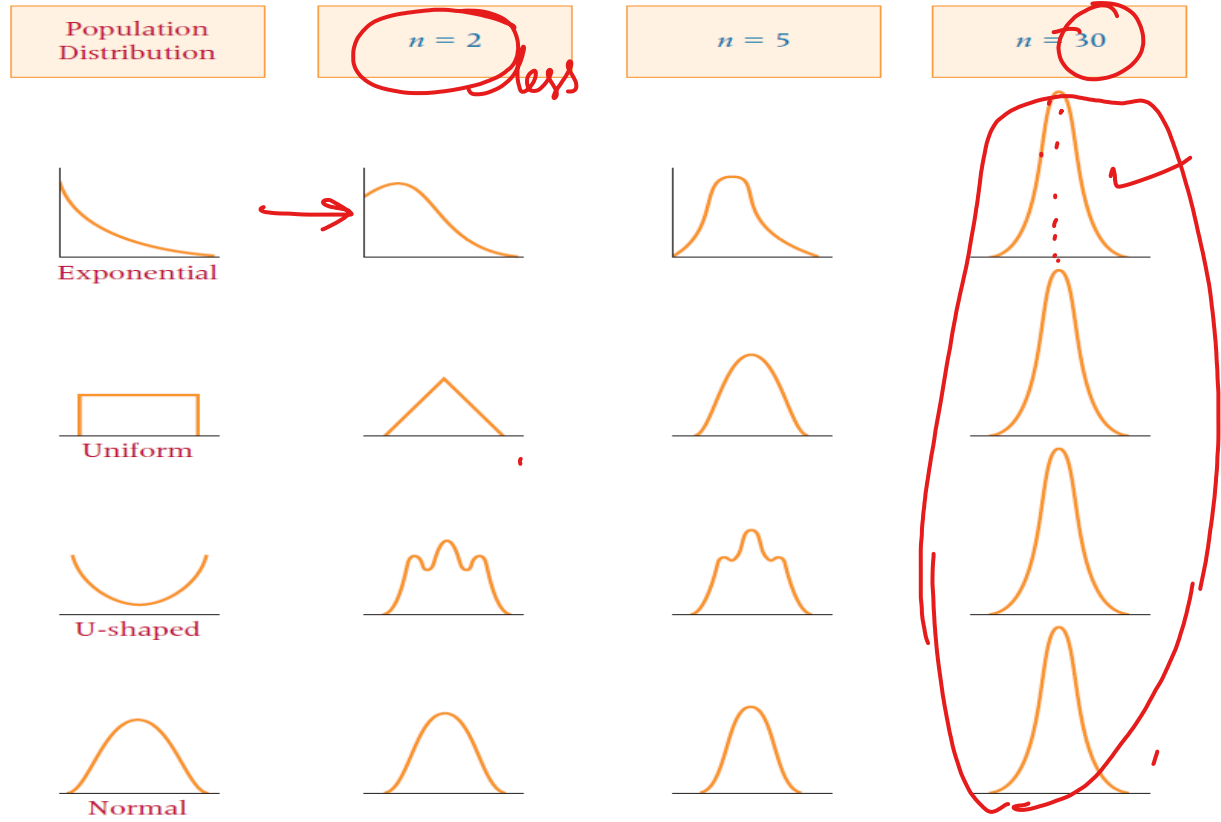 Population
Distribution
n = 2
less
n = 5
n = 30
Exponential
Uniform
U-shaped
Normal